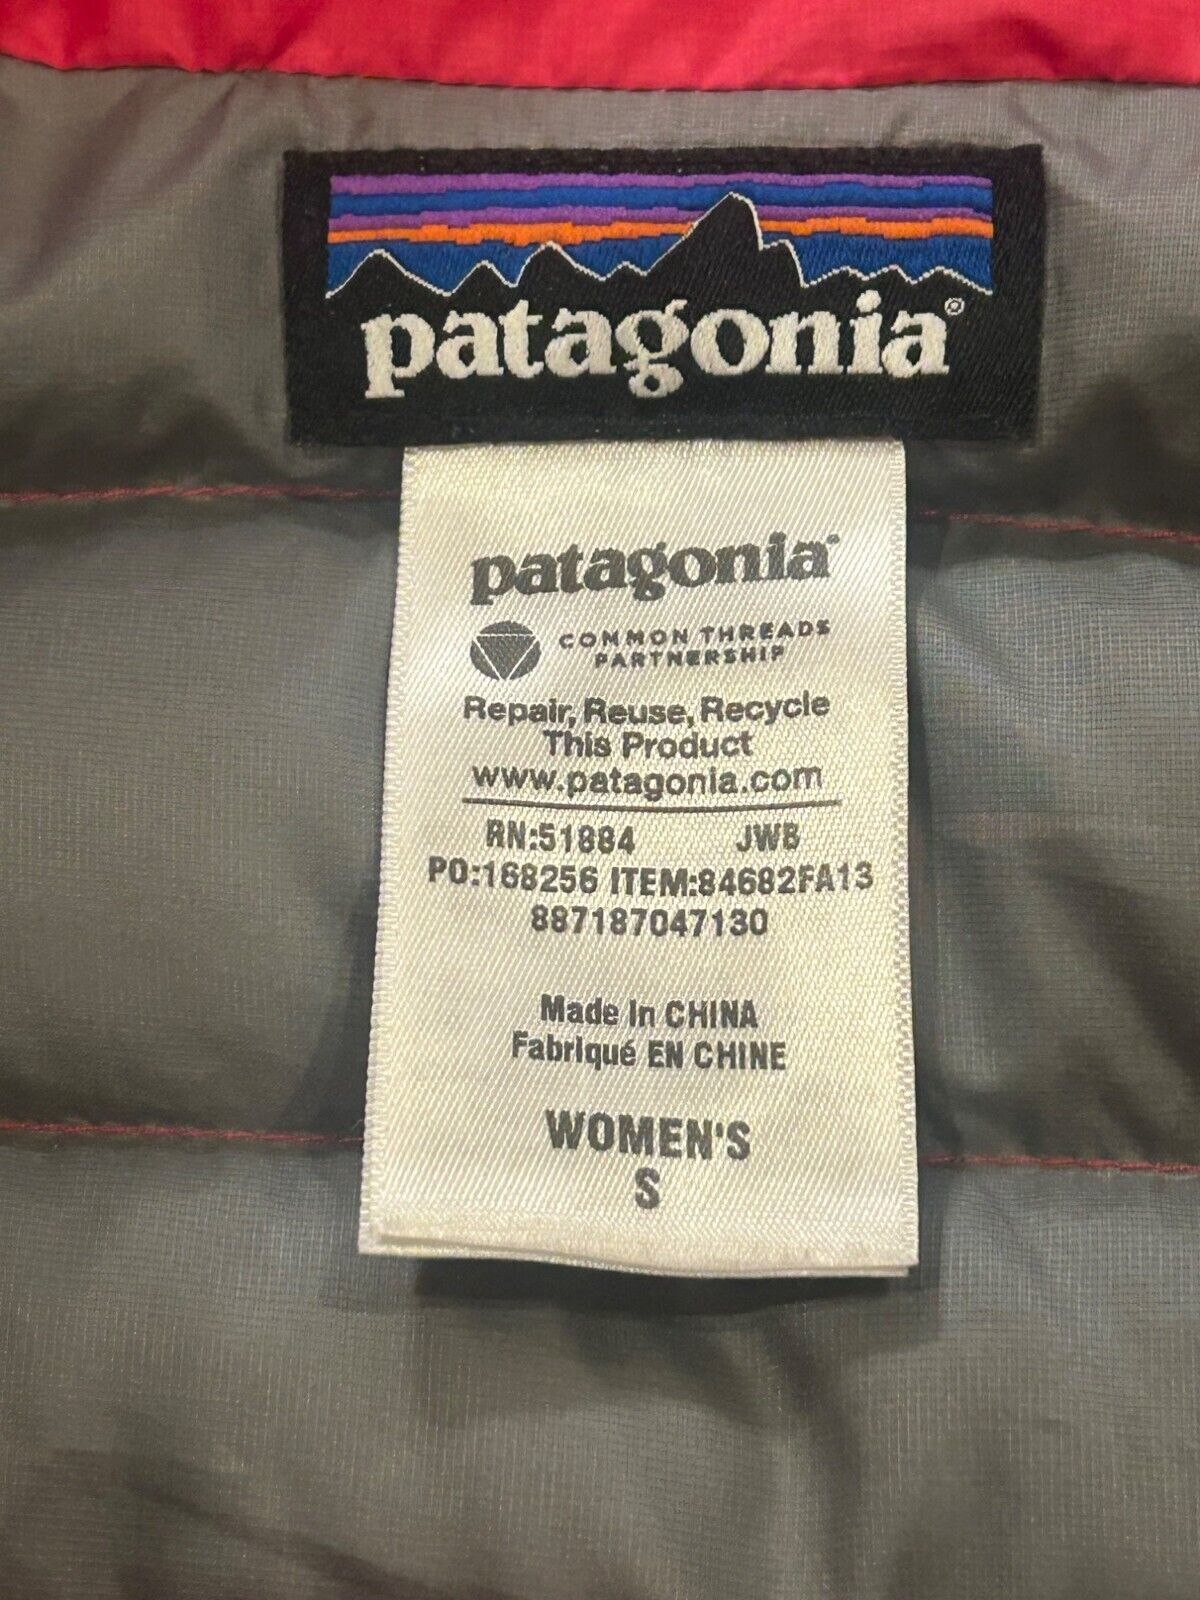 patagonia®
patagonia®
COMMON THREADS
PARTNERSHIP
Repair, Reuse, Recycle
This Product
www.patagonia.com
RN:51884 JWB
PO:168256 ITEM:84682FA13
887187047130
Made In CHINA
Fabriqué EN CHINE
WOMEN'S
S